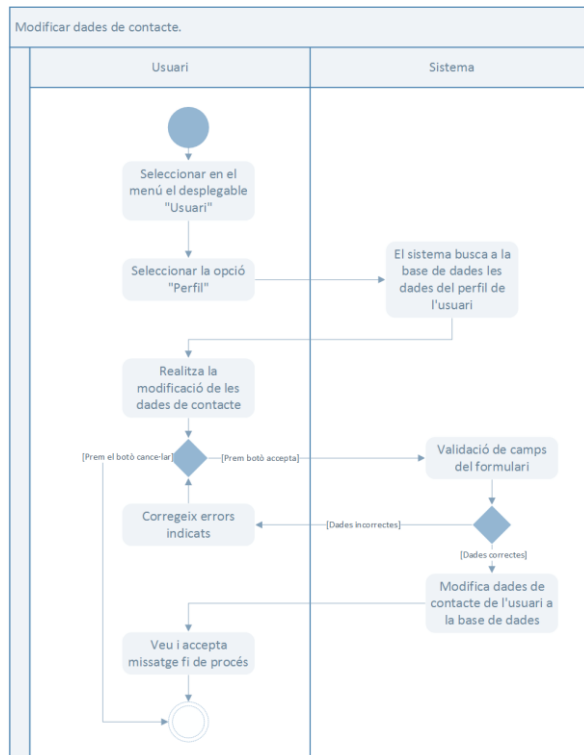 Modificar dades de contacte.
Usuari
Sistema
Seleccionar en el
menú el desplegable
"Usuari"
Seleccionar la opció
"Perfil"
El sistema busca a la
base de dades les
dades del perfil de
l'usuari
Realitza la
modificació de les
dades de contacte
[Prem el botò cance·lar]
[Prem botò accepta]
Validació de camps
del formulari
Corregeix errors
indicats
[Dades incorrectes]
[Dades correctes]
Modifica dades de
contacte de l'usuari a
la base de dades
Veu i accepta
missatge fi de procés